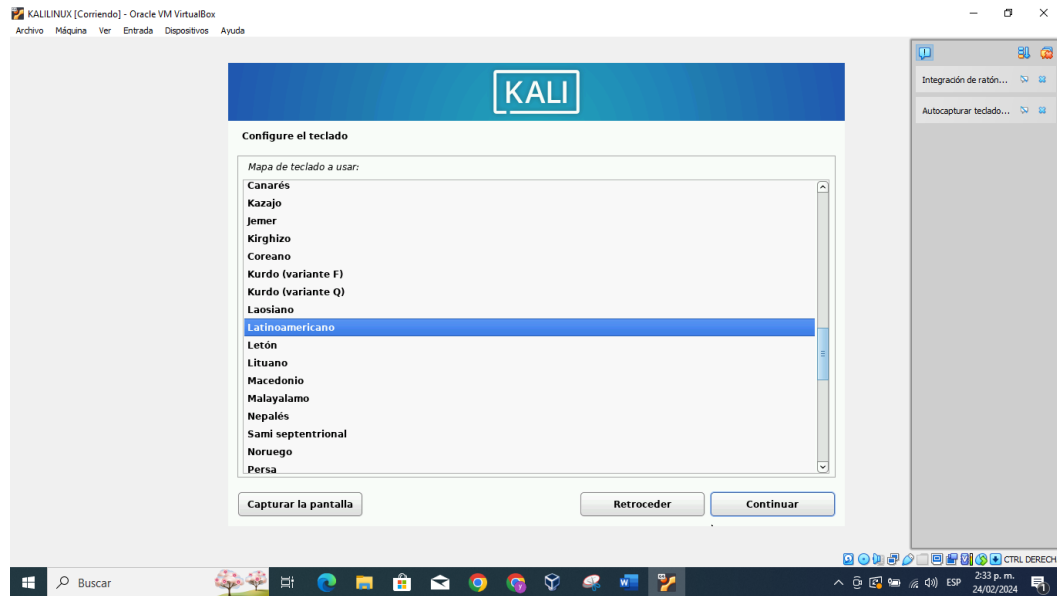 KALILINUX [Corriendo] - Oracle VM VirtualBox
Archivo Máquina Ver Entrada Dispositivos Ayuda
Integración de ratón...
Autocapturar teclado...
KALI
Configure el teclado
Mapa de teclado a usar:
Canarés
Kazajo
Jemer
Kirghizo
Coreano
Kurdo (variante F)
Kurdo (variante Q)
Laosiano
Latinoamericano
Letón
Lituano
Macedonio
Malayalamo
Nepalés
Sami septentrional
Noruego
Persa
Capturar la pantalla Retroceder Continuar
CTRL DERECH
Buscar
ESP
2:33 p. m.
24/02/2024